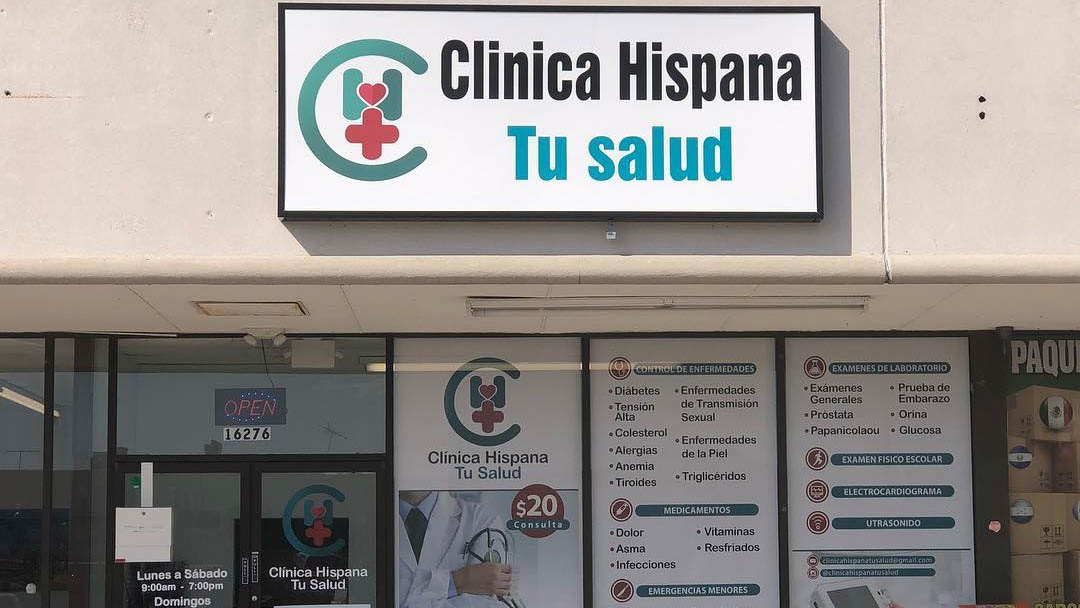 Clinica Hispana
Tu salud
OPEN
16276
Lunes a Sábado
9:00am - 7:00pm
Domingos
Clínica Hispana
Tu Salud
Clínica Hispana
Tu Salud
$20
Consulta
CONTROL DE ENFERMEDADES
• Diábetes
• Tensión
Alta
• Colesterol
• Alergias
• Anemia
• Tiroides
• Enfermedades
de Transmisión
Sexual
• Enfermedades
de la Piel
• Triglicéridos
MEDICAMENTOS
• Dolor
• Asma
• Infecciones
• Vitaminas
• Resfriados
EMERGENCIAS MENORES
EXAMENES DE LABORATORIO
• Exámenes
Generales
• Próstata
• Papanicolaou
• Prueba de
Embarazo
• Orina
• Glucosa
EXAMEN FISICO ESCOLAR
ELECTROCARDIOGRAMA
UTRASONIDO
clinicahispanatusalud@gmail.com
@clinicahispanatusalud
PAQU